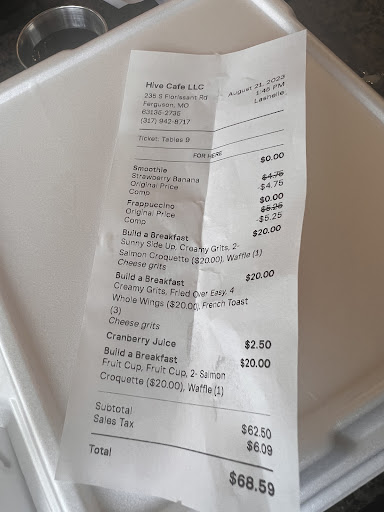 Hive Cafe LLC
235 S Florissant Rd
Ferguson, MO
63135-2735
(317) 942-8717
August 21, 2023
1:45 PM
Lashelle
Ticket: Tables 9
FOR HERE
Smoothie $0.00
Strawberry Banana
Original Price $4.75
Comp -$4.75
Frappuccino $0.00
Original Price $5.25
Comp -$5.25
Build a Breakfast $20.00
Sunny Side Up, Creamy Grits, 2-
Salmon Croquette ($20.00), Waffle (1)
Cheese grits
Build a Breakfast $20.00
Creamy Grits, Fried Over Easy, 4
Whole Wings ($20.00), French Toast
(3)
Cheese grits
Cranberry Juice $2.50
Build a Breakfast $20.00
Fruit Cup, Fruit Cup, 2- Salmon
Croquette ($20.00), Waffle (1)
Subtotal $62.50
Sales Tax $6.09
Total $68.59